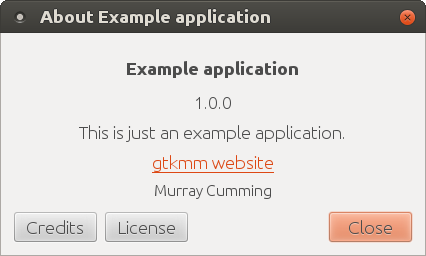 About Example application
Example application
1.0.0
This is just an example application.
gtkmm website
Murray Cumming
Credits License Close